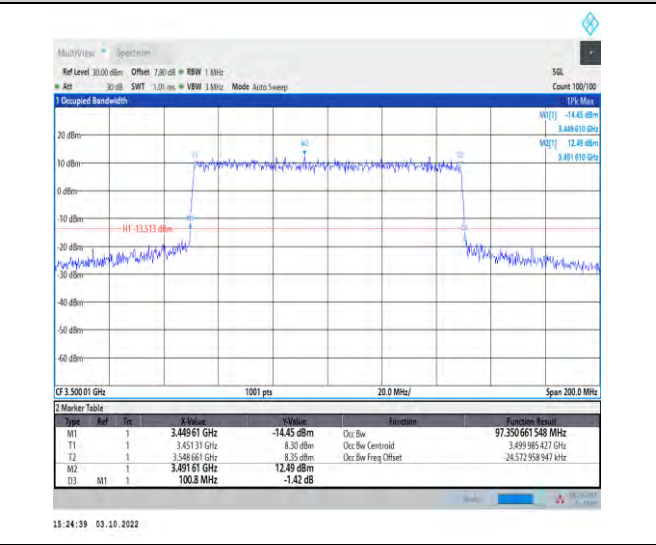 MultiView Spectrum
Ref Level 30.00 dBm Offset 7.80 dB RBW 1 MHz SGL
Att 30 dB SWT 1.01 ms VBW 3 MHz Mode Auto Sweep Count 100/100
1 Occupied Bandwidth 1Pk Max
M1[1] -14.45 dBm
3.449 610 GHz
20 dBm
M2[1] 12.49 dBm
3.491 610 GHz
M2
T1 T2
10 dBm
0 dBm
-10 dBm
M1
H1 -13.513 dBm
D3
-20 dBm
-30 dBm
-40 dBm
-50 dBm
-60 dBm
CF 3.500 01 GHz 1001 pts 20.0 MHz/ Span 200.0 MHz
2 Marker Table
Type Ref Trc X-Value Y-Value Function Function Result
M1 1 3.449 61 GHz -14.45 dBm Occ Bw 97.350 661 548 MHz
T1 1 3.451 31 GHz 8.30 dBm Occ Bw Centroid 3.499 985 427 GHz
T2 1 3.548 661 GHz 8.35 dBm Occ Bw Freq Offset -24.572 958 947 kHz
M2 1 3.491 61 GHz 12.49 dBm
D3 M1 1 100.8 MHz -1.42 dB
15:24:39 03.10.2022